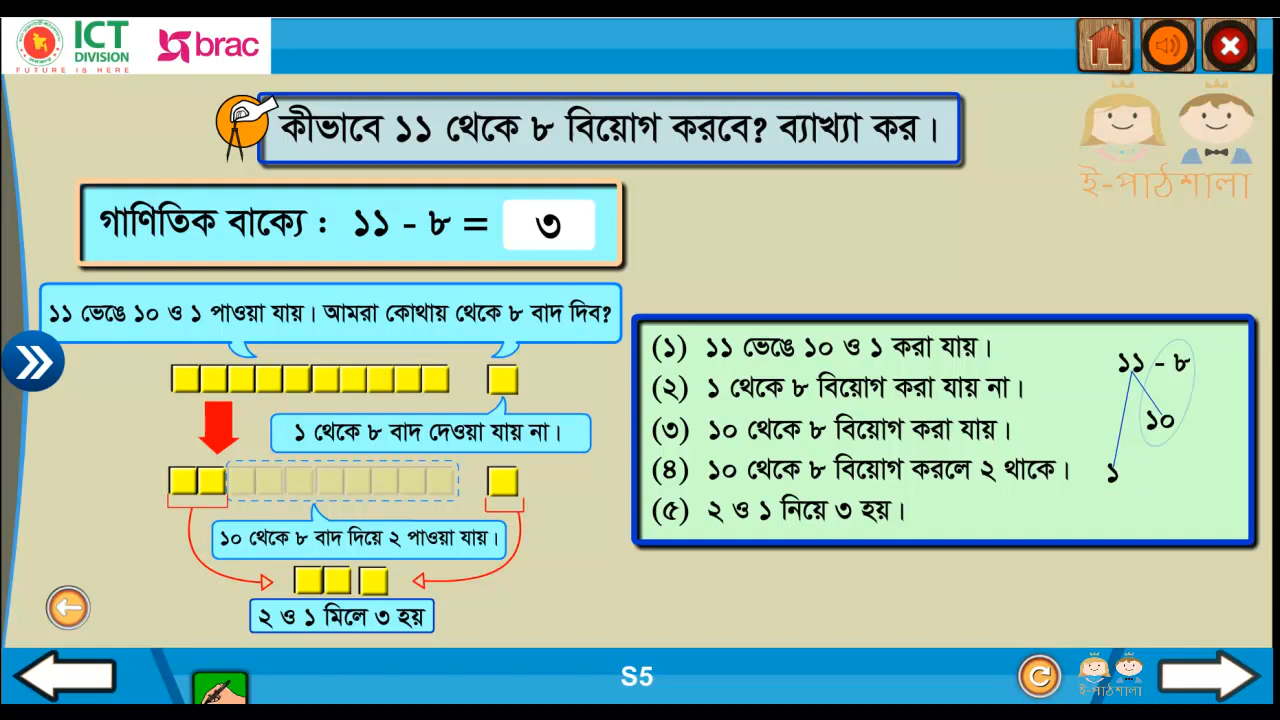 ICT
DIVISION
FUTURE IS HERE
brac
কীভাবে ১১ থেকে ৮ বিয়োগ করবে? ব্যাখ্যা কর।
ই-পাঠশালা
গাণিতিক বাক্যে : ১১ - ৮ = ৩
১১ ভেঙে ১০ ও ১ পাওয়া যায়। আমরা কোথায় থেকে ৮ বাদ দিব?
১ থেকে ৮ বাদ দেওয়া যায় না।
১০ থেকে ৮ বাদ দিয়ে ২ পাওয়া যায়।
২ ও ১ মিলে ৩ হয়
(১) ১১ ভেঙে ১০ ও ১ করা যায়।
(২) ১ থেকে ৮ বিয়োগ করা যায় না।
(৩) ১০ থেকে ৮ বিয়োগ করা যায়।
(৪) ১০ থেকে ৮ বিয়োগ করলে ২ থাকে।
(৫) ২ ও ১ নিয়ে ৩ হয়।
১১ - ৮
১০
১
S5
ই-পাঠশালা